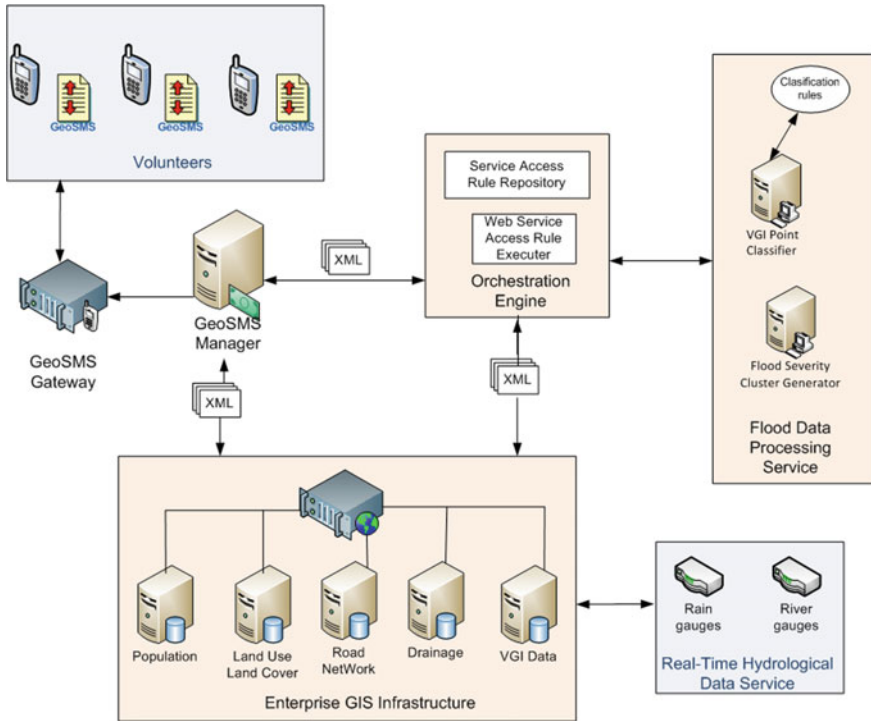 GeoSMS
GeoSMS
GeoSMS
Volunteers
Classification
rules
VGI Point
Classifier
Flood Severity
Cluster Generator
Flood Data
Processing
Service
Service Access
Rule Repository
Web Service
Access Rule
Executer
Orchestration
Engine
XML
GeoSMS
Manager
GeoSMS
Gateway
XML
XML
Population
Land Use
Land Cover
Road
NetWork
Drainage
VGI Data
Enterprise GIS Infrastructure
Rain
gauges
River
gauges
Real-Time Hydrological
Data Service